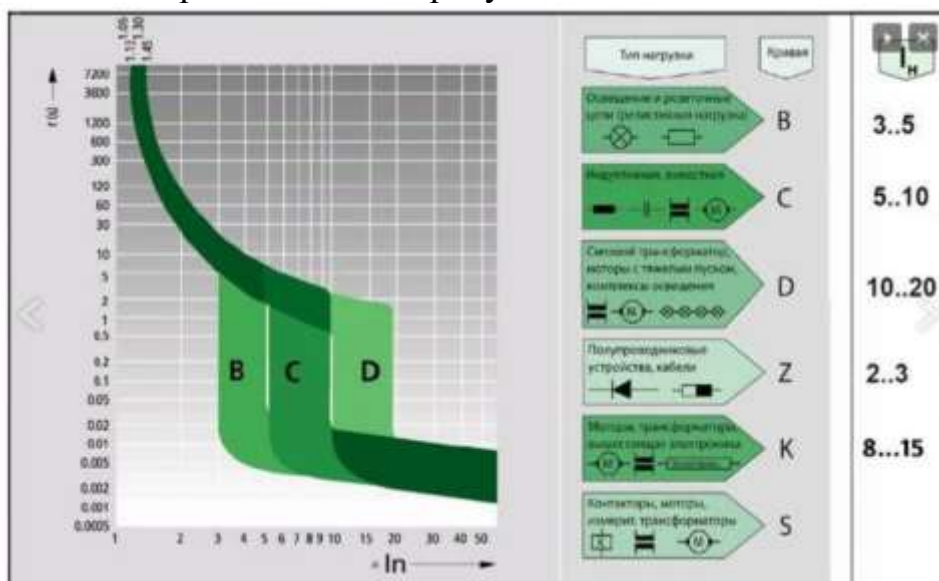 1.05
1.30
1.13
1.45
t (s)
7200
3600
1200
600
300
120
60
30
10
5
2
1
0.5
0.2
0.1
0.05
0.02
0.01
0.005
0.002
0.001
0.0005
B
C
D
1 2 3 4 5 6 7 8 9 10 15 20 30 40 50
In
Тип нагрузки
Кривая
I н
Освещение и розеточные
цепи (резистивная нагрузка)
B
3..5
Индуктивная, емкостная
M
C
5..10
Силовой трансформатор,
моторы с тяжелым пуском,
комплексы освещения
M
D
10..20
Полупроводниковые
устройства, кабели
Z
2..3
Моторы, трансформаторы,
электроника
M
K
8...15
Контакторы, моторы,
измерит. трансформаторы
M
S